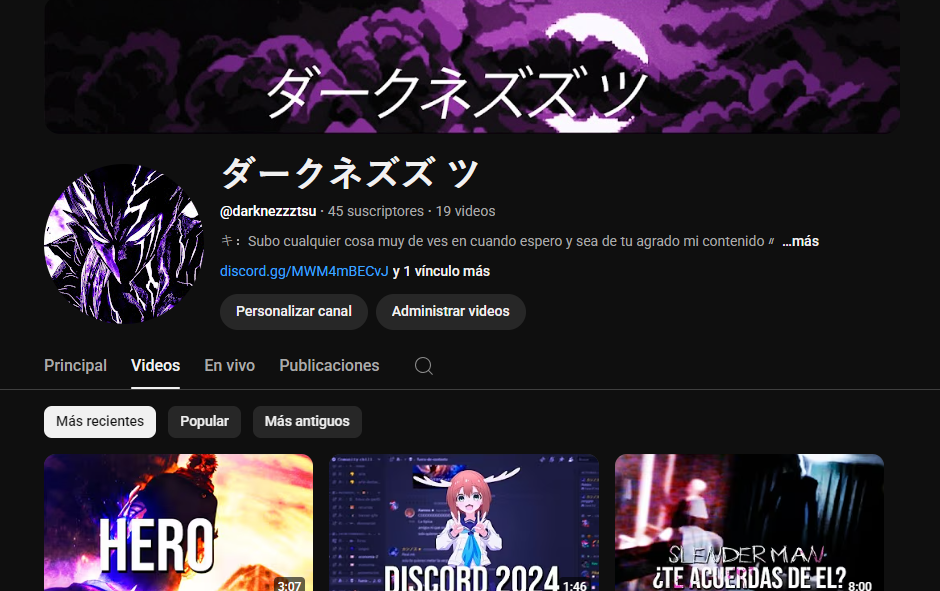 ダークネズズ ツ
ダークネズズ ツ
@darknezzztsu · 45 suscriptores · 19 videos
キ： Subo cualquier cosa muy de ves en cuando espero y sea de tu agrado mi contenido〃 ...más
discord.gg/MWM4mBECvJ y 1 vínculo más
Personalizar canal Administrar videos
Principal Videos En vivo Publicaciones
Más recientes Popular Más antiguos
HERO
3:07
DISCORD 2024
1:46
SLENDERMAN
¿TE ACUERDAS DE EL?
8:00